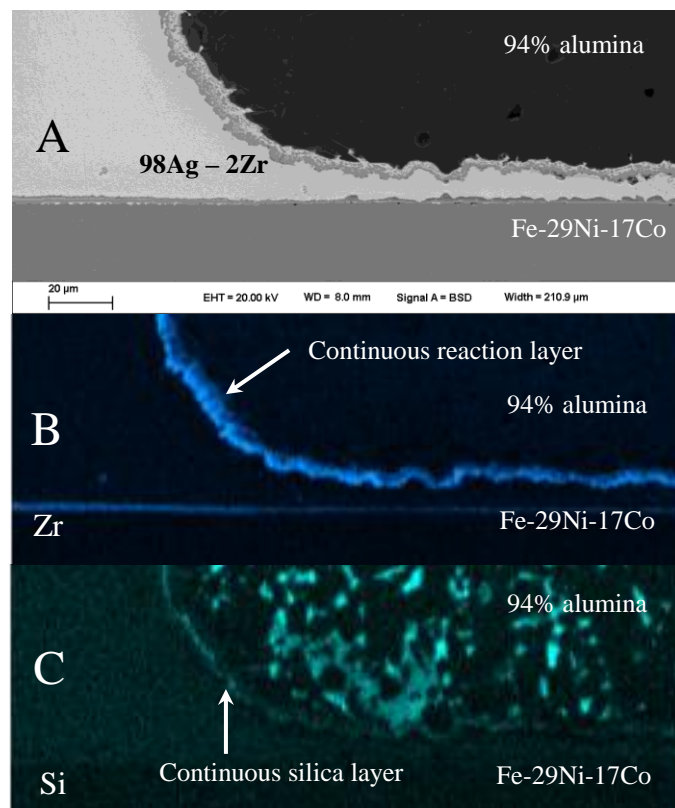 94% alumina
A
98Ag – 2Zr
Fe-29Ni-17Co
20 µm
EHT = 20.00 kV WD = 8.0 mm Signal A = BSD Width = 210.9 µm
Continuous reaction layer
94% alumina
B
Fe-29Ni-17Co
Zr
94% alumina
C
Continuous silica layer
Fe-29Ni-17Co
Si